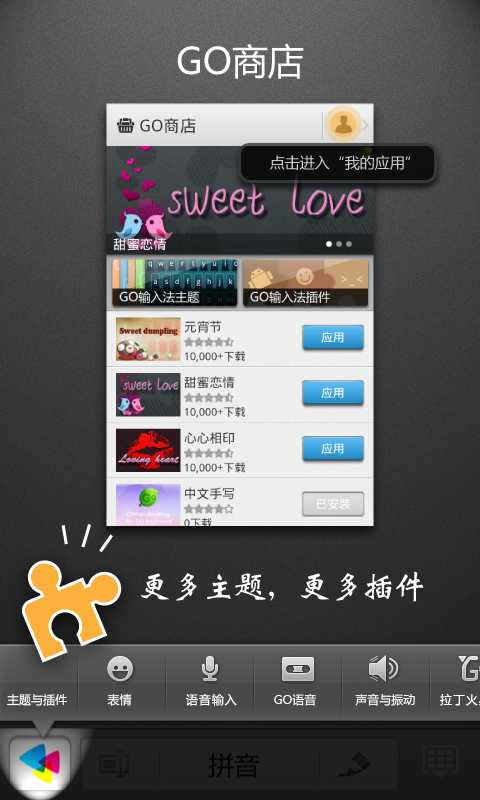 GO商店
GO商店
点击进入“我的应用”
sweet love
甜蜜恋情
q w e r t y u i o
a s d f g h j k
GO输入法主题
GO输入法插件
Sweet dumpling
元宵节
应用
10,000+下载
sweet love
甜蜜恋情
应用
10,000+下载
Loving heart
心心相印
应用
10,000+下载
中文手写
已安装
0下载
更多主题，更多插件
主题与插件
表情
语音输入
GO语音
声音与振动
拉丁火
拼音